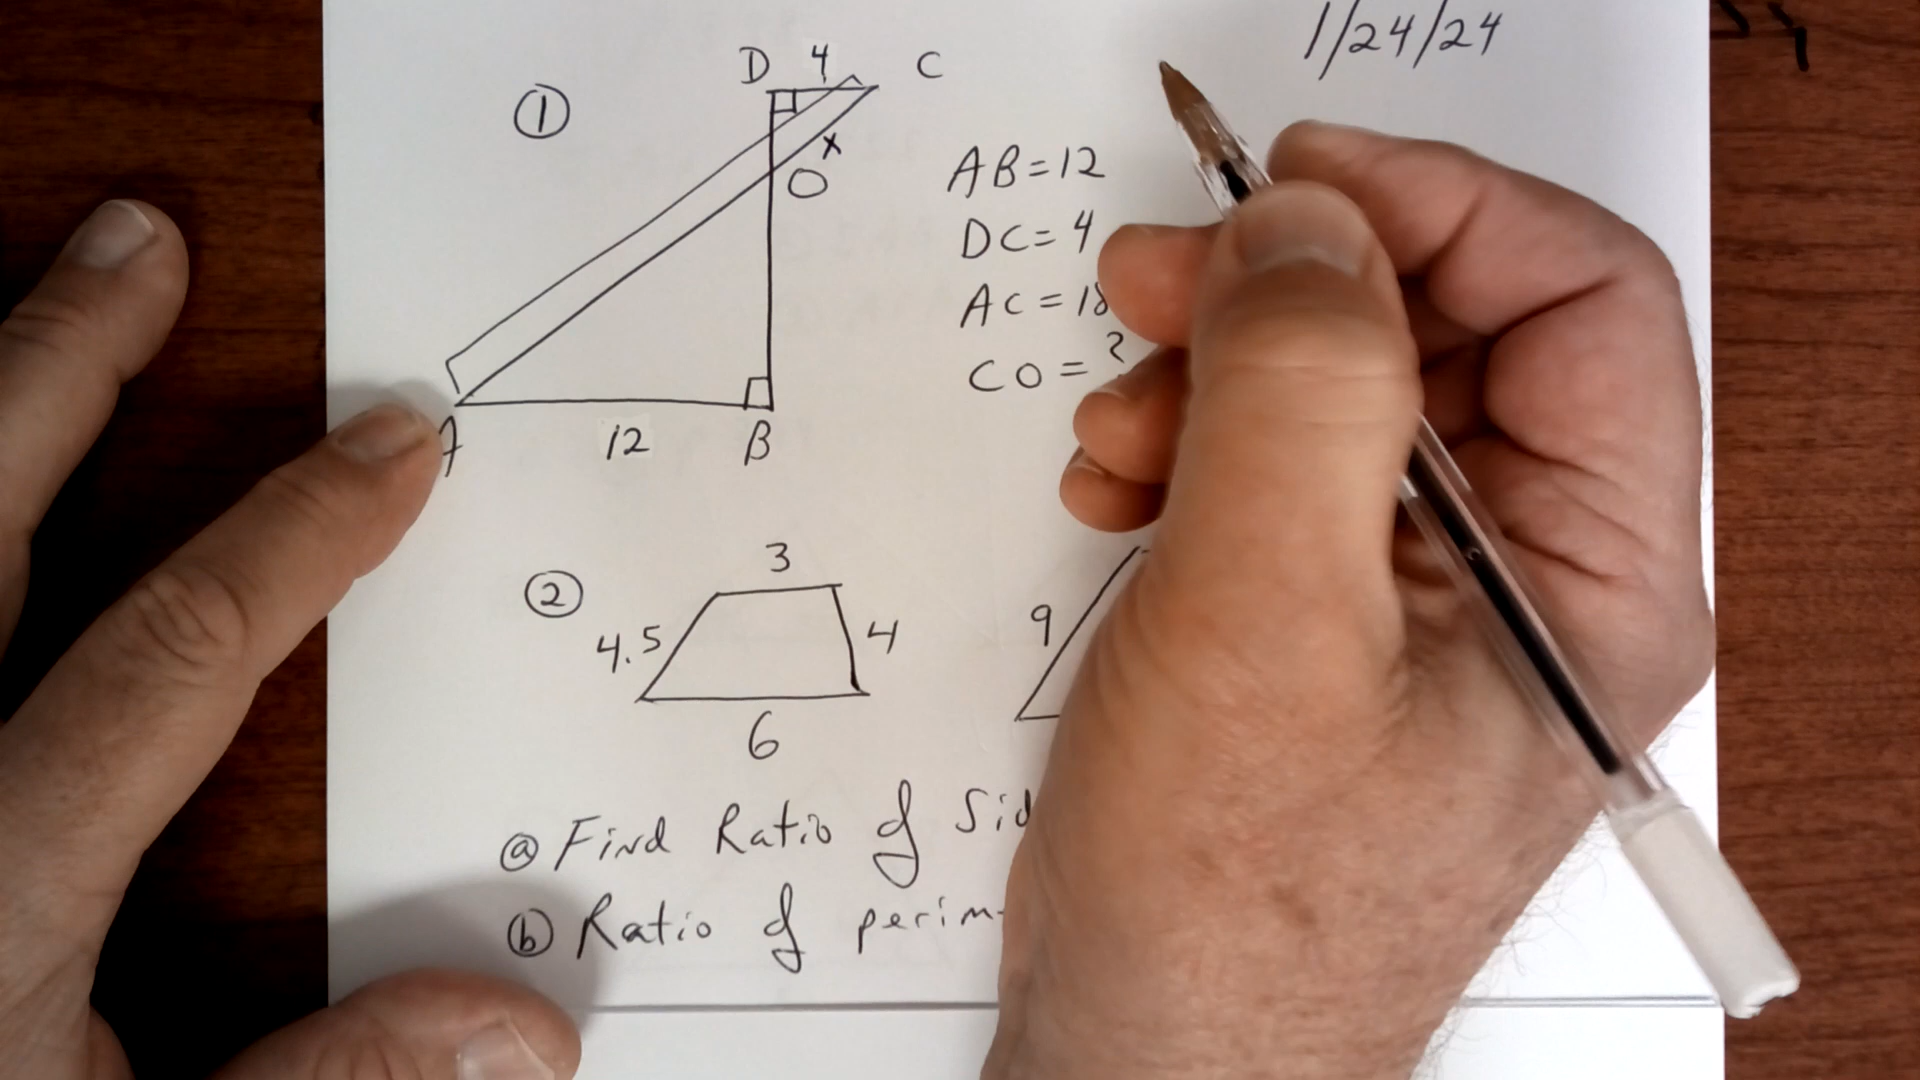 1/24/24
D 4 C
①
x
O
AB=12
DC=4
AC=18
CO=?
A 12 B
②
3
4.5
4
6
9
ⓐ Find Ratio of Sid
ⓑ Ratio of perim